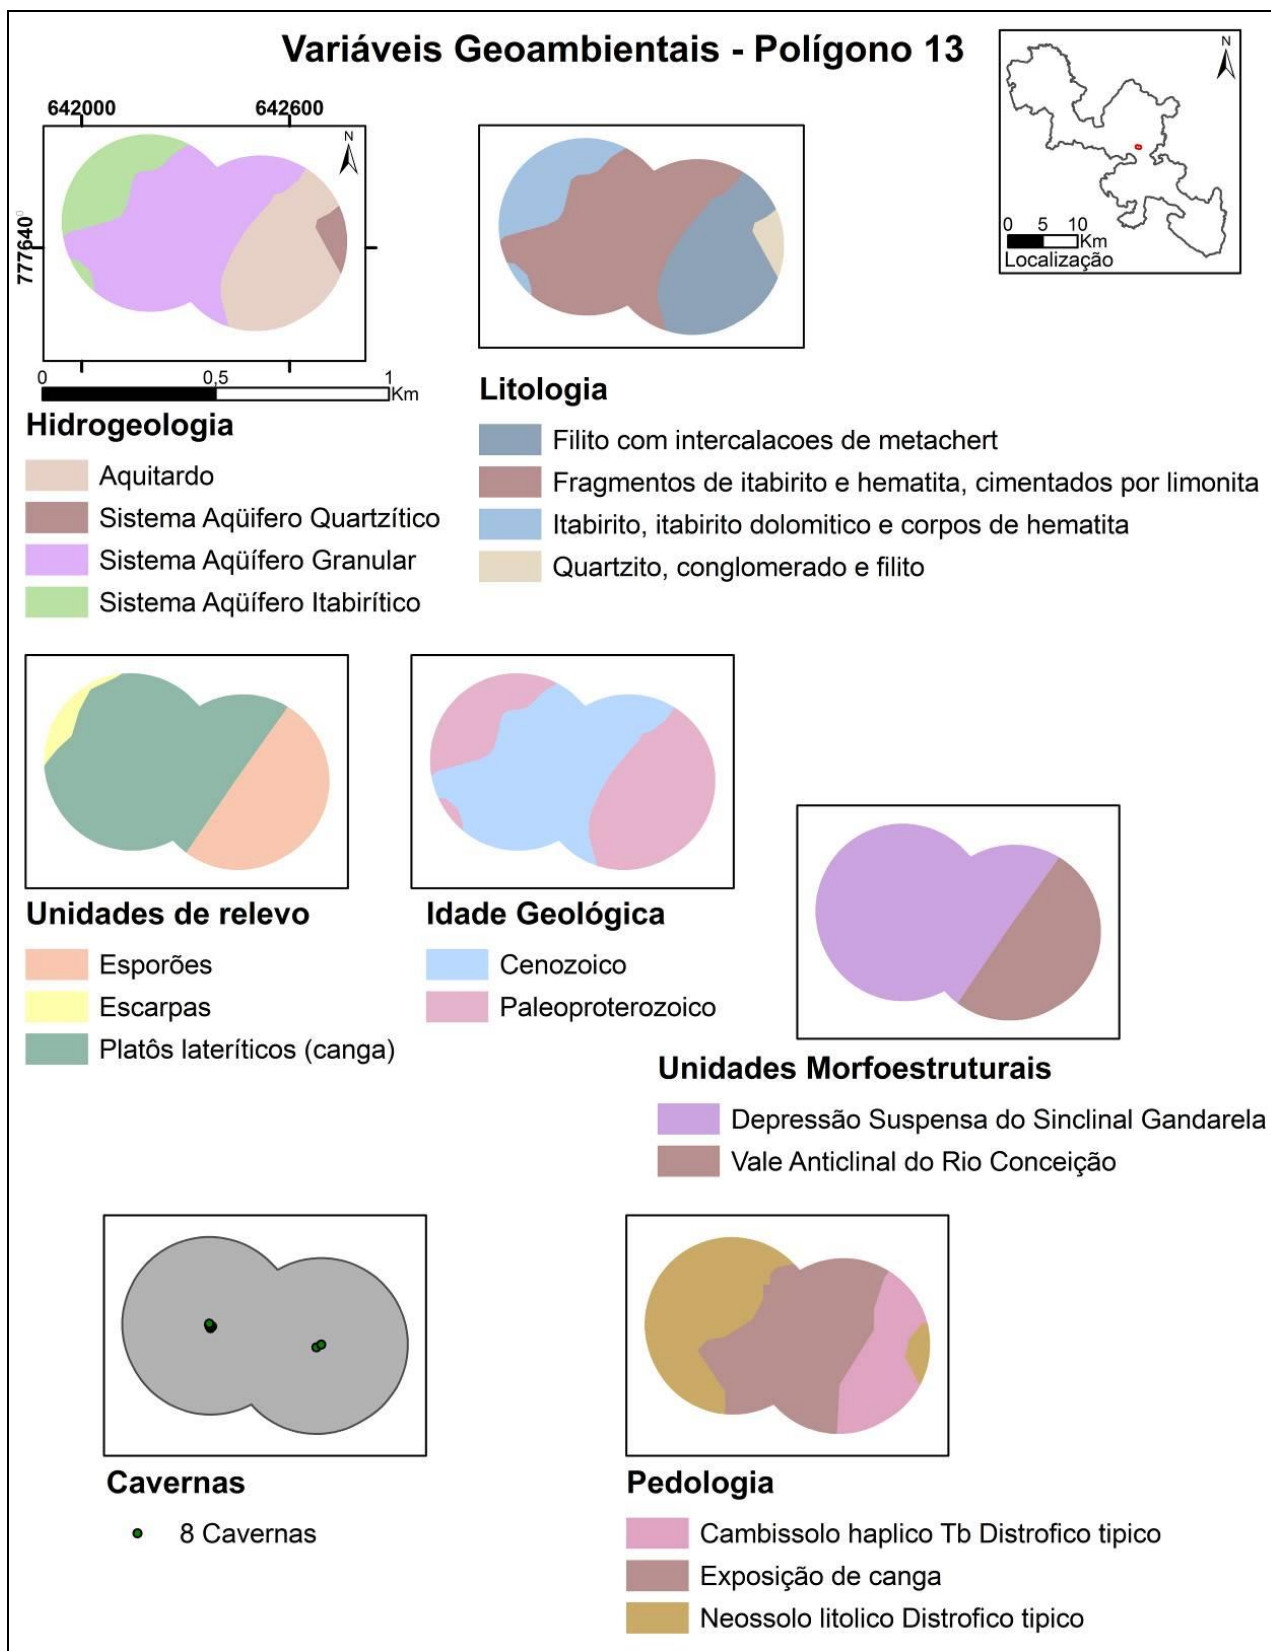 Variáveis Geoambientais - Polígono 13
N
0 5 10
Km
Localização
642000 642600
N
777640
0 0,5 1
Km
Hidrogeologia
Aquitardo
Sistema Aqüifero Quartzítico
Sistema Aqüífero Granular
Sistema Aqüífero Itabirítico
Litologia
Filito com intercalacoes de metachert
Fragmentos de itabirito e hematita, cimentados por limonita
Itabirito, itabirito dolomitico e corpos de hematita
Quartzito, conglomerado e filito
Unidades de relevo
Esporões
Escarpas
Platôs lateríticos (canga)
Idade Geológica
Cenozoico
Paleoproterozoico
Unidades Morfoestruturais
Depressão Suspensa do Sinclinal Gandarela
Vale Anticlinal do Rio Conceição
Cavernas
8 Cavernas
Pedologia
Cambissolo haplico Tb Distrofico tipico
Exposição de canga
Neossolo litolico Distrofico tipico